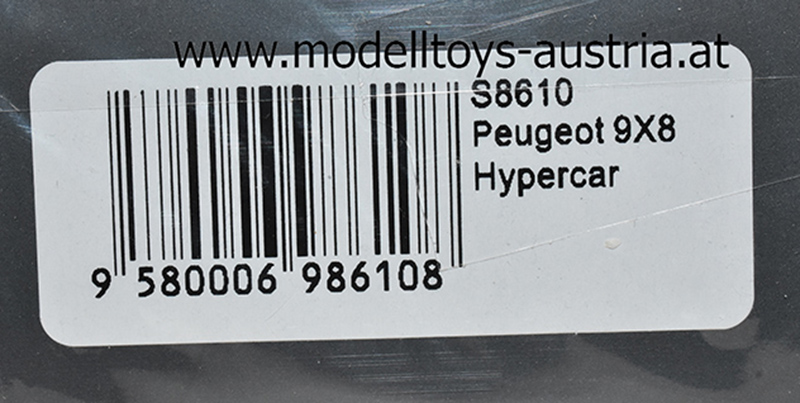 www.modelltoys-austria.at
S8610
Peugeot 9X8
Hypercar
9 580006 986108